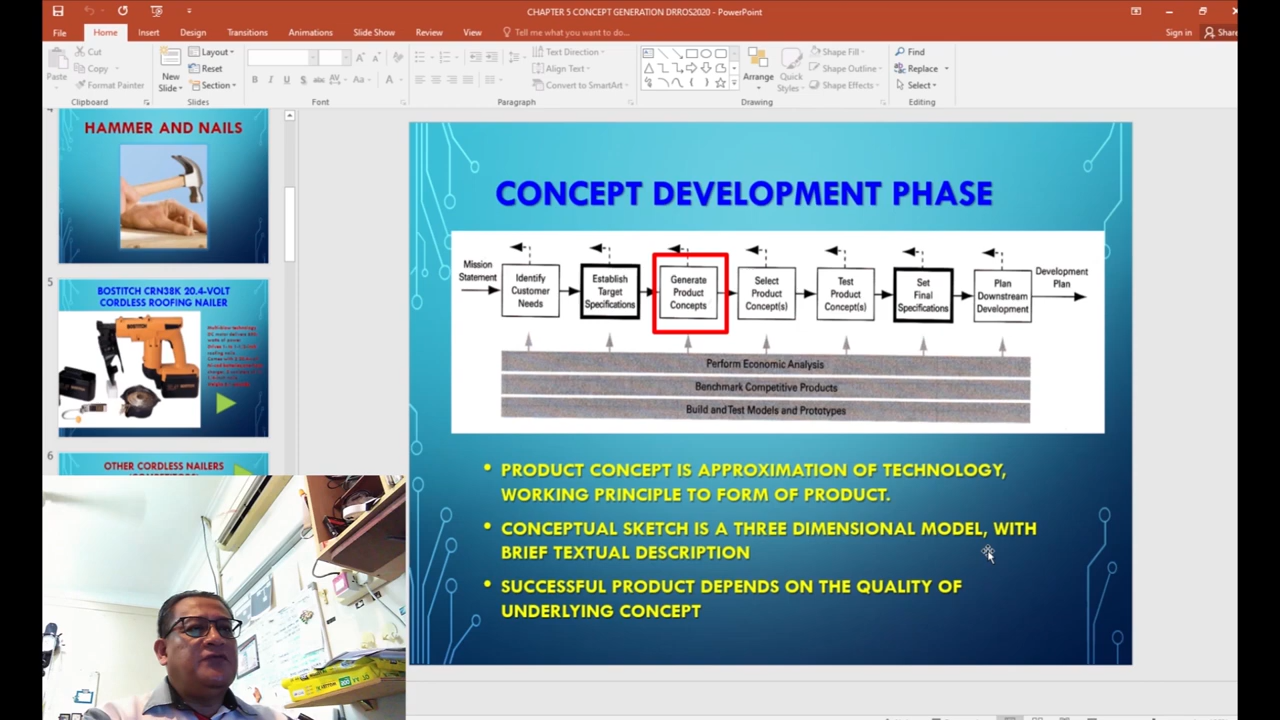 CHAPTER 5 CONCEPT GENERATION DRROS2020 - PowerPoint
File Home Insert Design Transitions Animations Slide Show Review View Tell me what you want to do... Sign in Share
Paste
Cut
Copy
Format Painter
Clipboard
New Slide
Layout
Reset
Section
Slides
Font
Text Direction
Align Text
Convert to SmartArt
Paragraph
Arrange
Quick Styles
Shape Fill
Shape Outline
Shape Effects
Drawing
Find
Replace
Select
Editing
HAMMER AND NAILS
5
BOSTITCH CRN38K 20.4-VOLT
CORDLESS ROOFING NAILER
6
OTHER CORDLESS NAILERS
CONCEPT DEVELOPMENT PHASE
Mission
Statement
Identify
Customer
Needs
Establish
Target
Specifications
Generate
Product
Concepts
Select
Product
Concept(s)
Test
Product
Concept(s)
Set
Final
Specifications
Plan
Downstream
Development
Development
Plan
Perform Economic Analysis
Benchmark Competitive Products
Build and Test Models and Prototypes
• PRODUCT CONCEPT IS APPROXIMATION OF TECHNOLOGY,
WORKING PRINCIPLE TO FORM OF PRODUCT.
• CONCEPTUAL SKETCH IS A THREE DIMENSIONAL MODEL, WITH
BRIEF TEXTUAL DESCRIPTION
• SUCCESSFUL PRODUCT DEPENDS ON THE QUALITY OF
UNDERLYING CONCEPT